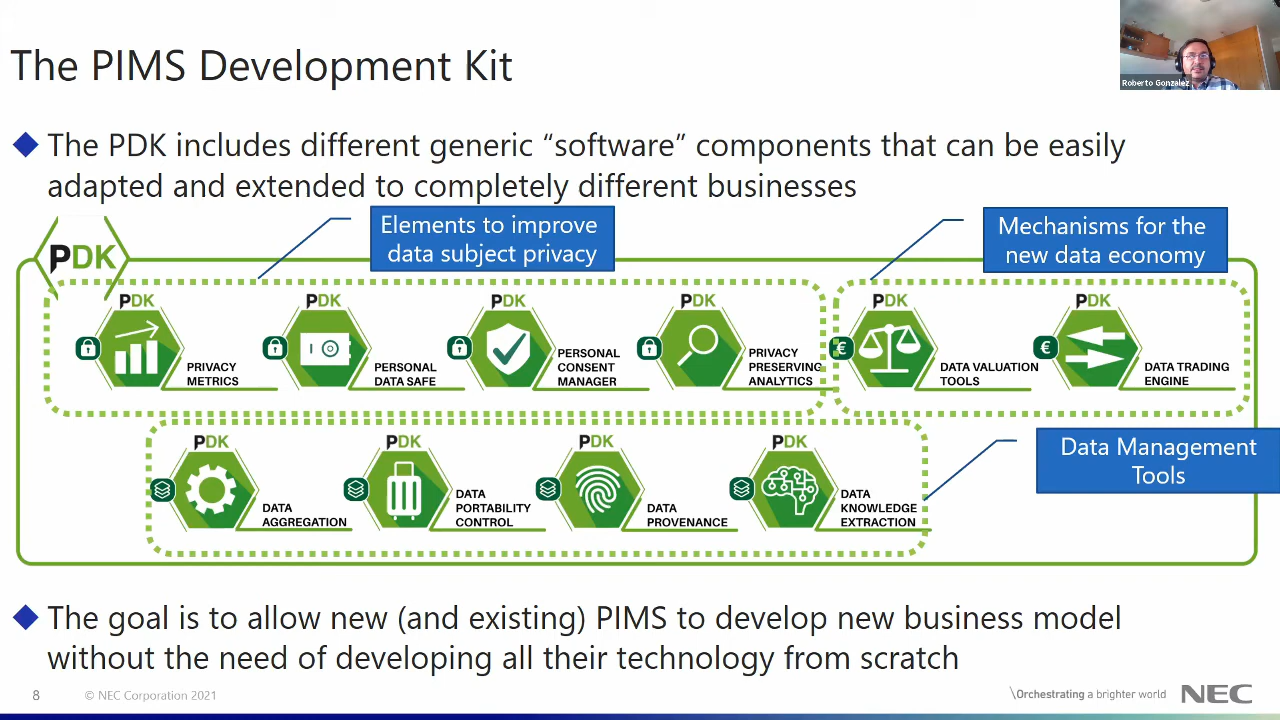 The PIMS Development Kit
Roberto Gonzalez
◆ The PDK includes different generic “software” components that can be easily
adapted and extended to completely different businesses
Elements to improve
data subject privacy
Mechanisms for the
new data economy
PDK
PDK
PRIVACY
METRICS
PDK
PERSONAL
DATA SAFE
PDK
PERSONAL
CONSENT
MANAGER
PDK
PRIVACY
PRESERVING
ANALYTICS
PDK
€
DATA VALUATION
TOOLS
PDK
€
DATA TRADING
ENGINE
Data Management
Tools
PDK
DATA
AGGREGATION
PDK
DATA
PORTABILITY
CONTROL
PDK
DATA
PROVENANCE
PDK
DATA
KNOWLEDGE
EXTRACTION
◆ The goal is to allow new (and existing) PIMS to develop new business model
without the need of developing all their technology from scratch
8 © NEC Corporation 2021
\Orchestrating a brighter world NEC